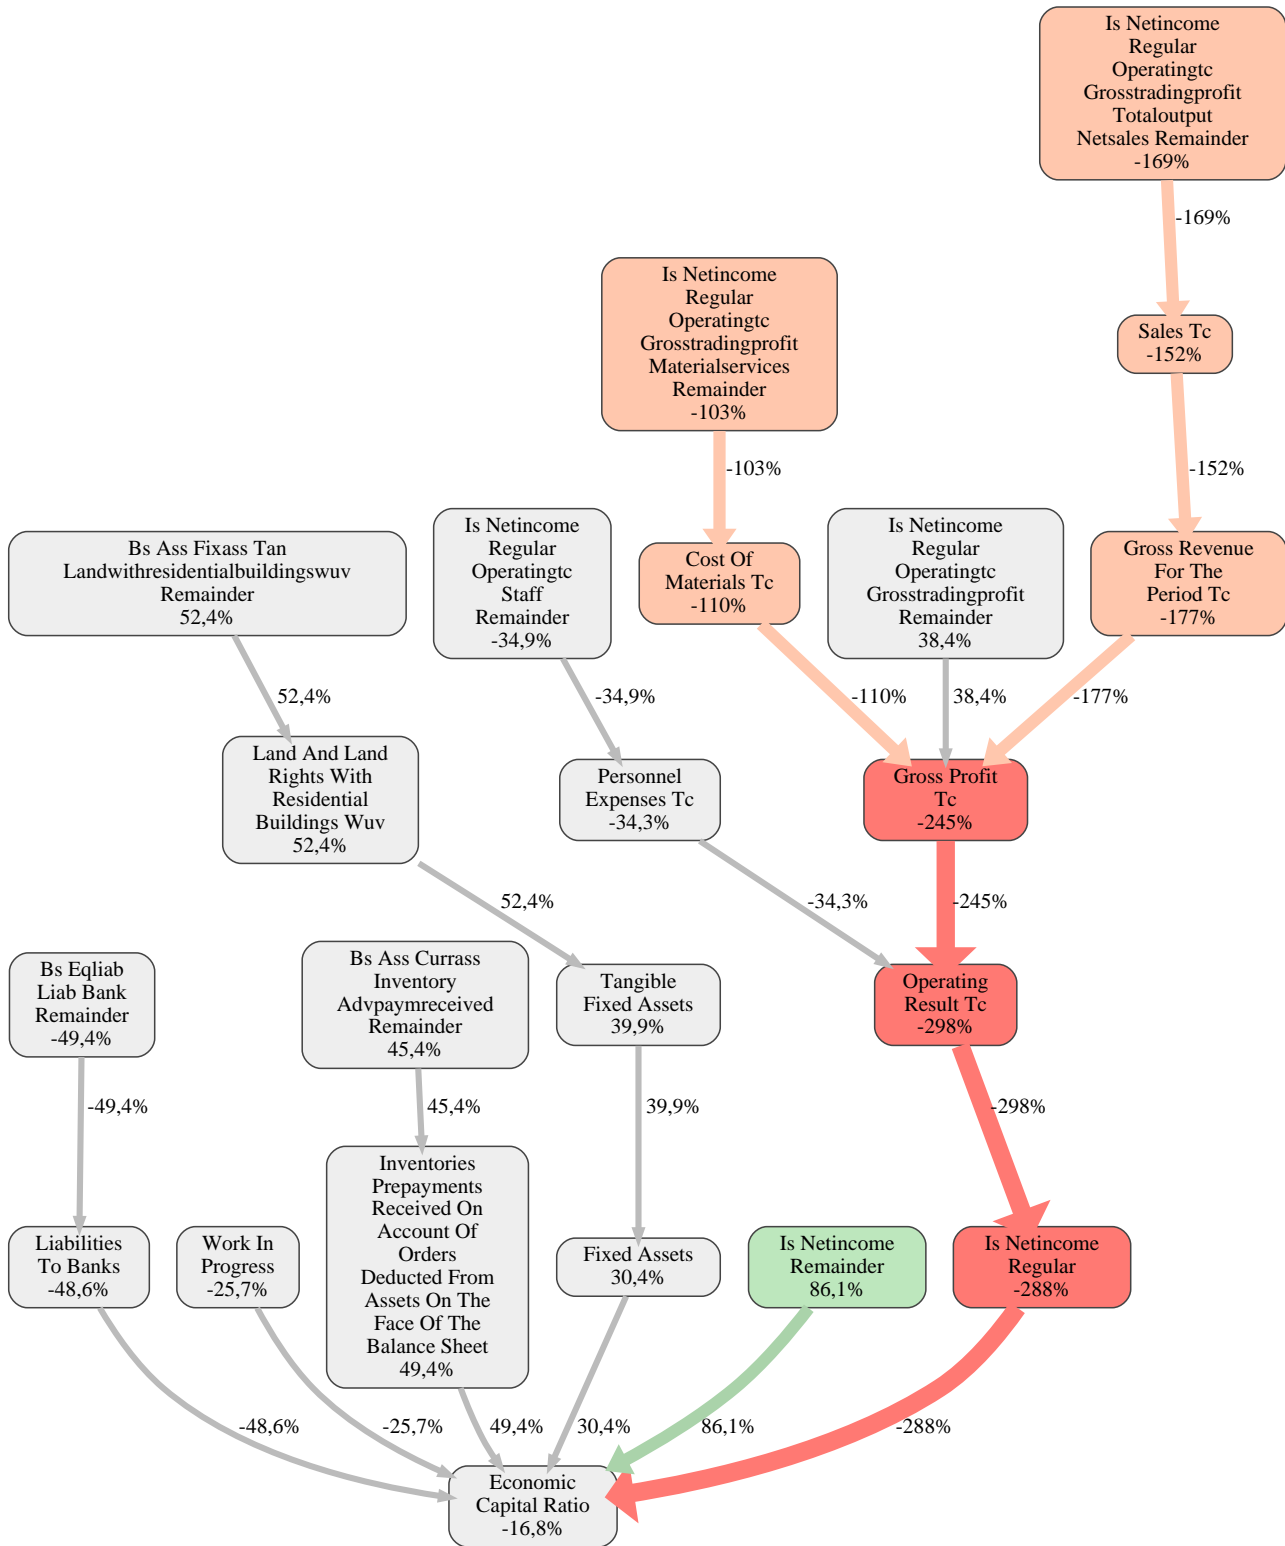 Is Netincome
Regular
Operatingtc
Grosstradingprofit
Totaloutput
Netsales Remainder
-169%
-169%
Is Netincome
Regular
Operatingtc
Grosstradingprofit
Materialservices
Remainder
-103%
Sales Tc
-152%
-103%
-152%
Bs Ass Fixass Tan
Landwithresidentialbuildingswuv
Remainder
52,4%
Is Netincome
Regular
Operatingtc
Staff
Remainder
-34,9%
Cost Of
Materials Tc
-110%
Is Netincome
Regular
Operatingtc
Grosstradingprofit
Remainder
38,4%
Gross Revenue
For The
Period Tc
-177%
52,4%
-34,9%
-110%
38,4%
-177%
Land And Land
Rights With
Residential
Buildings Wuv
52,4%
Personnel
Expenses Tc
-34,3%
Gross Profit
Tc
-245%
52,4%
-34,3%
-245%
Bs Eqliab
Liab Bank
Remainder
-49,4%
Bs Ass Currass
Inventory
Advpaymreceived
Remainder
45,4%
Tangible
Fixed Assets
39,9%
Operating
Result Tc
-298%
-49,4%
45,4%
39,9%
-298%
Liabilities
To Banks
-48,6%
Work In
Progress
-25,7%
Inventories
Prepayments
Received On
Account Of
Orders
Deducted From
Assets On The
Face Of The
Balance Sheet
49,4%
Fixed Assets
30,4%
Is Netincome
Remainder
86,1%
Is Netincome
Regular
-288%
-48,6%
-25,7%
49,4%
30,4%
86,1%
-288%
Economic
Capital Ratio
-16,8%